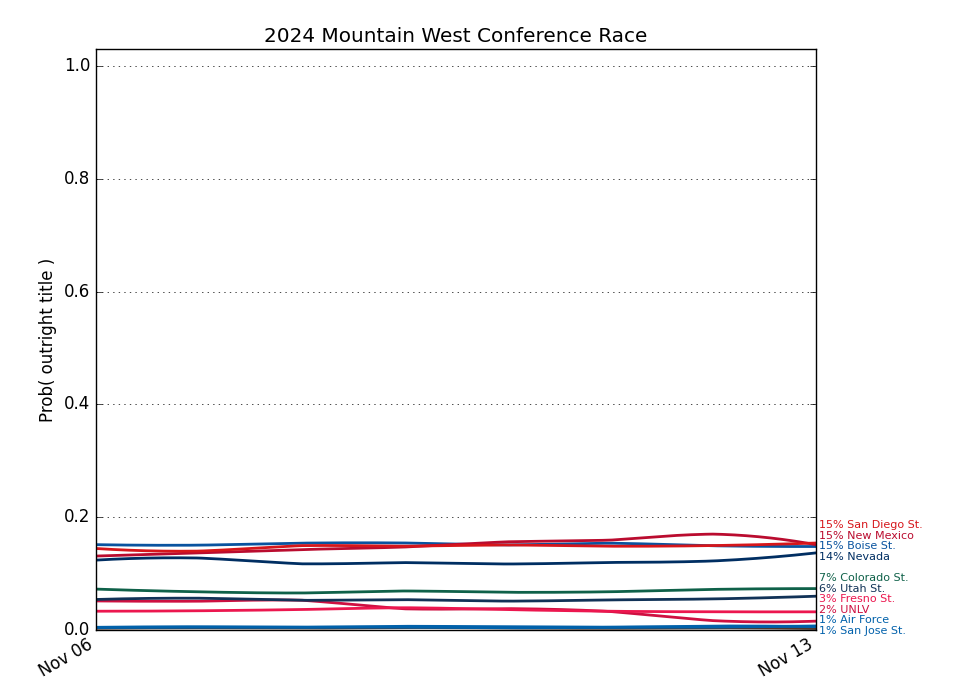 2024 Mountain West Conference Race
1.0
0.8
0.6
0.4
0.2
0.0
Prob( outright title )
Nov 06
Nov 13
15% San Diego St.
15% New Mexico
15% Boise St.
14% Nevada
7% Colorado St.
6% Utah St.
3% Fresno St.
2% UNLV
1% Air Force
1% San Jose St.